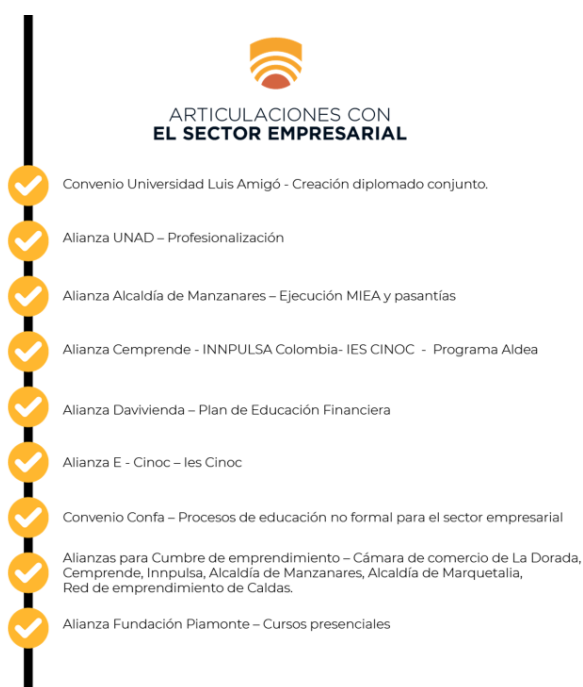 ARTICULACIONES CON
EL SECTOR EMPRESARIAL
Convenio Universidad Luis Amigó - Creación diplomado conjunto.
Alianza UNAD – Profesionalización
Alianza Alcaldía de Manzanares – Ejecución MIEA y pasantías
Alianza Cemprende - INNPULSA Colombia- IES CINOC - Programa Aldea
Alianza Davivienda – Plan de Educación Financiera
Alianza E - Cinoc – Ies Cinoc
Convenio Confa – Procesos de educación no formal para el sector empresarial
Alianzas para Cumbre de emprendimiento – Cámara de comercio de La Dorada,
Cemprende, Innpulsa, Alcaldía de Manzanares, Alcaldía de Marquetalia,
Red de emprendimiento de Caldas.
Alianza Fundación Piamonte – Cursos presenciales